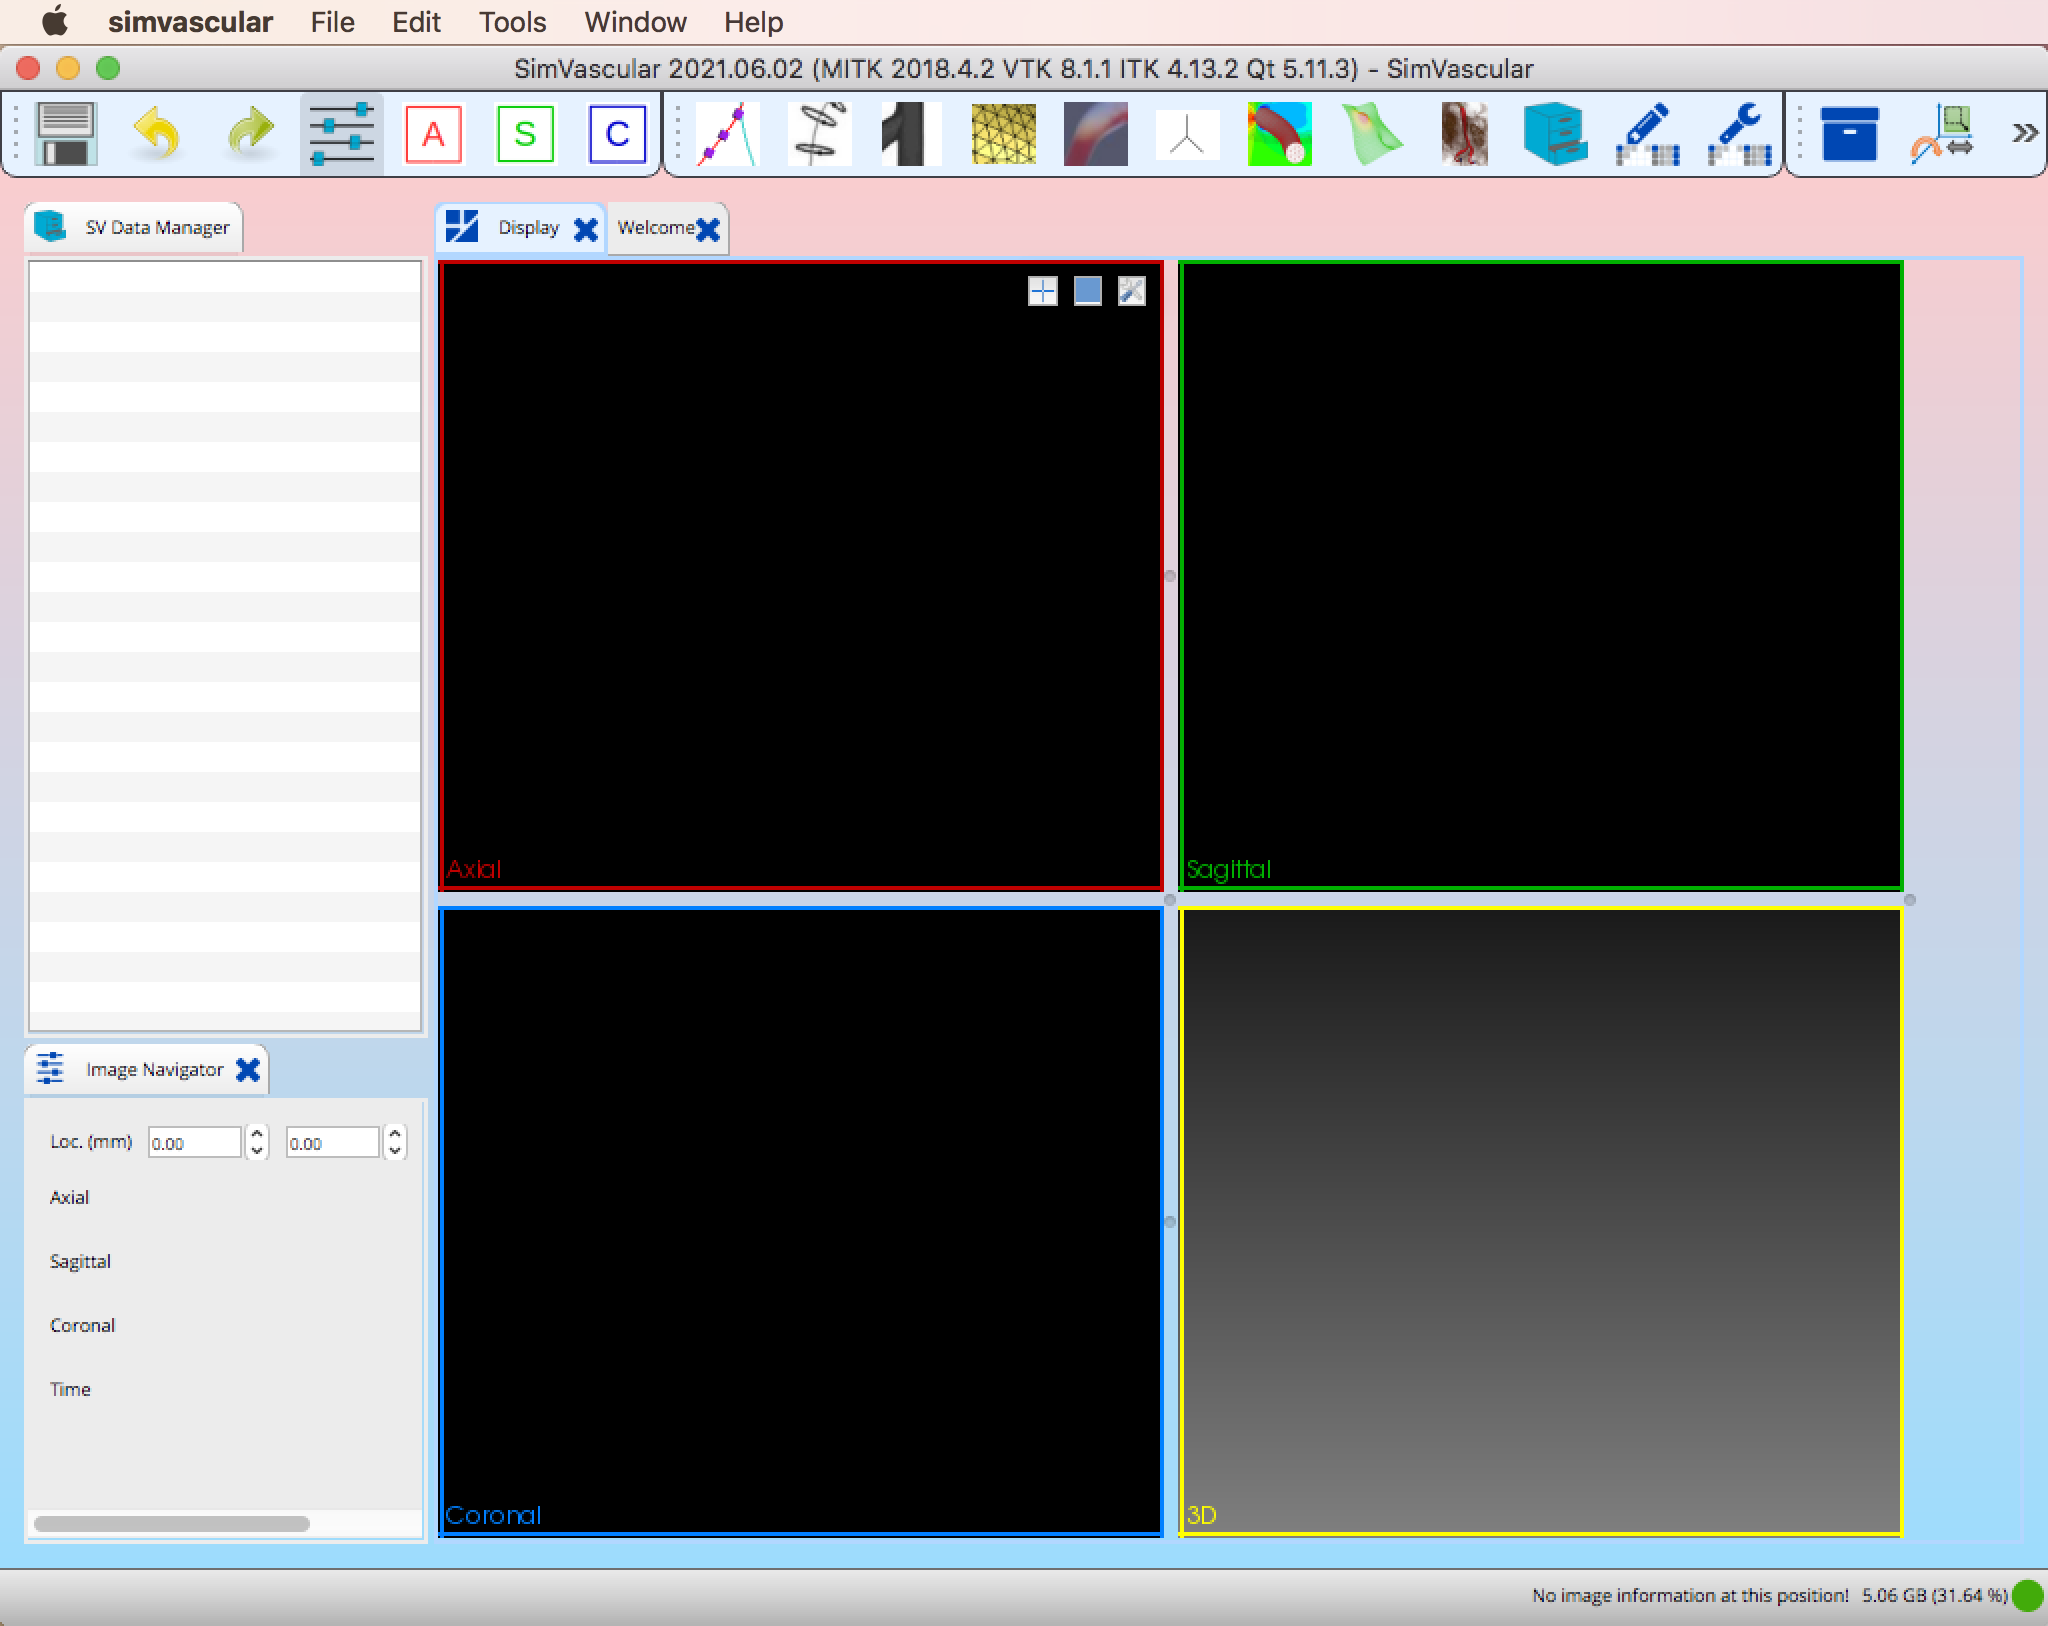 simvascular File Edit Tools Window Help
SimVascular 2021.06.02 (MITK 2018.4.2 VTK 8.1.1 ITK 4.13.2 Qt 5.11.3) - SimVascular
A S C
SV Data Manager
Display Welcome
Axial
Sagittal
Image Navigator
Loc. (mm) 0.00 0.00
Axial
Sagittal
Coronal
Time
Coronal
3D
No image information at this position! 5.06 GB (31.64 %)